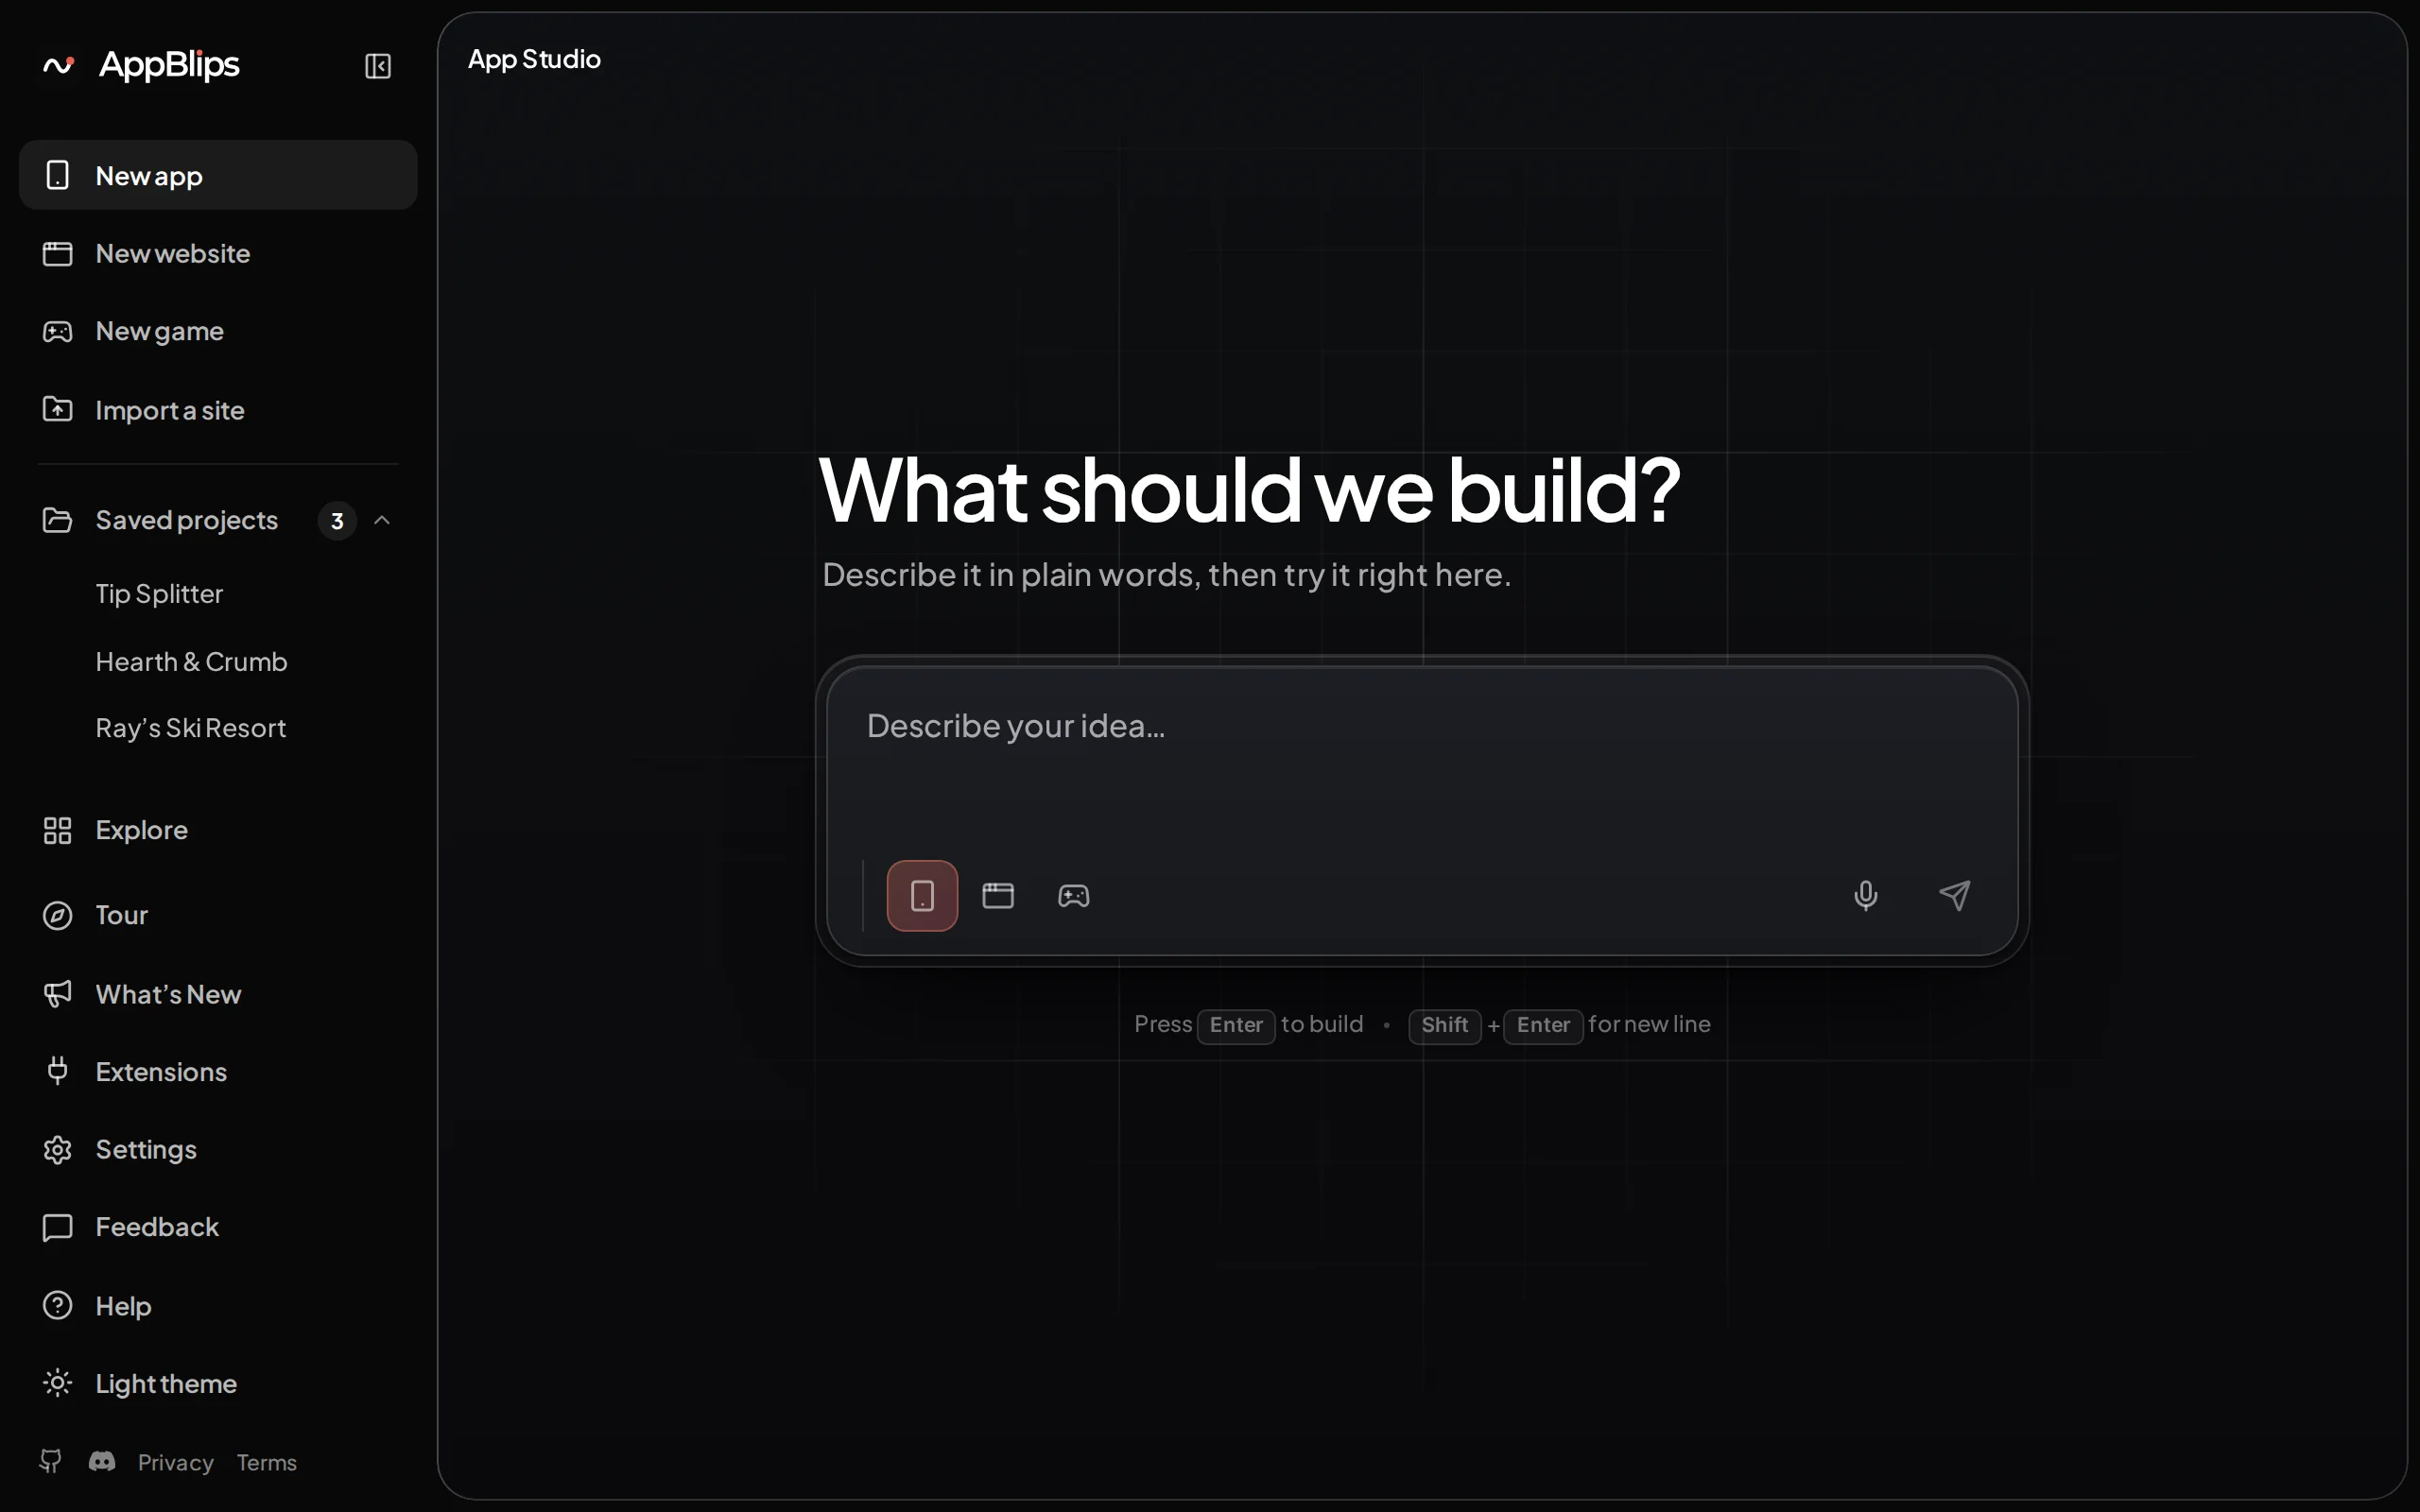 AppBlips
New app
New website
New game
Import a site
Saved projects 3
Tip Splitter
Hearth & Crumb
Ray’s Ski Resort
Explore
Tour
What’s New
Extensions
Settings
Feedback
Help
Light theme
Privacy Terms
App Studio
What should we build?
Describe it in plain words, then try it right here.
Describe your idea...
Press Enter to build • Shift + Enter for new line